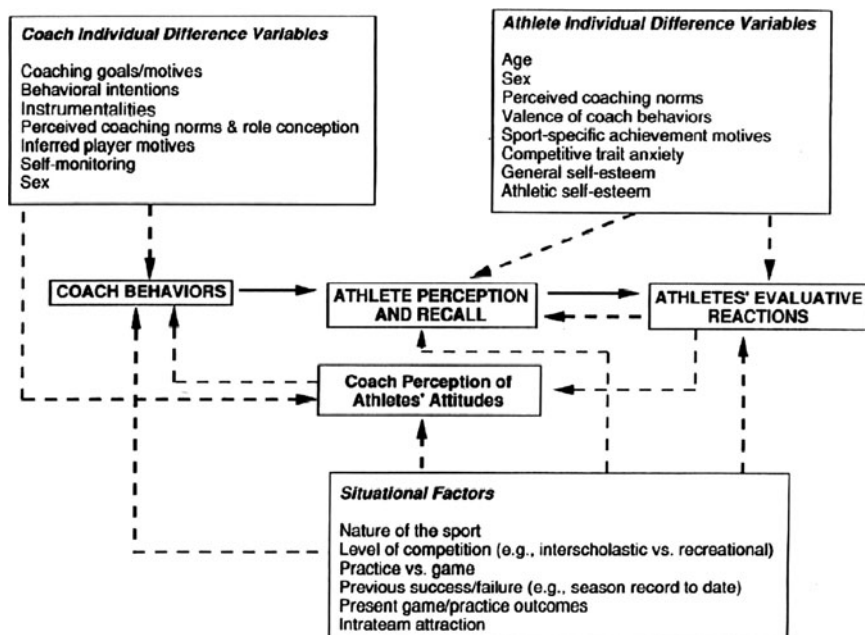 Coach Individual Difference Variables
Coaching goals/motives
Behavioral intentions
Instrumentalities
Perceived coaching norms & role conception
Inferred player motives
Self-monitoring
Sex
Athlete Individual Difference Variables
Age
Sex
Perceived coaching norms
Valence of coach behaviors
Sport-specific achievement motives
Competitive trait anxiety
General self-esteem
Athletic self-esteem
COACH BEHAVIORS
ATHLETE PERCEPTION
AND RECALL
ATHLETES' EVALUATIVE
REACTIONS
Coach Perception of
Athletes' Attitudes
Situational Factors
Nature of the sport
Level of competition (e.g., interscholastic vs. recreational)
Practice vs. game
Previous success/failure (e.g., season record to date)
Present game/practice outcomes
Intrateam attraction